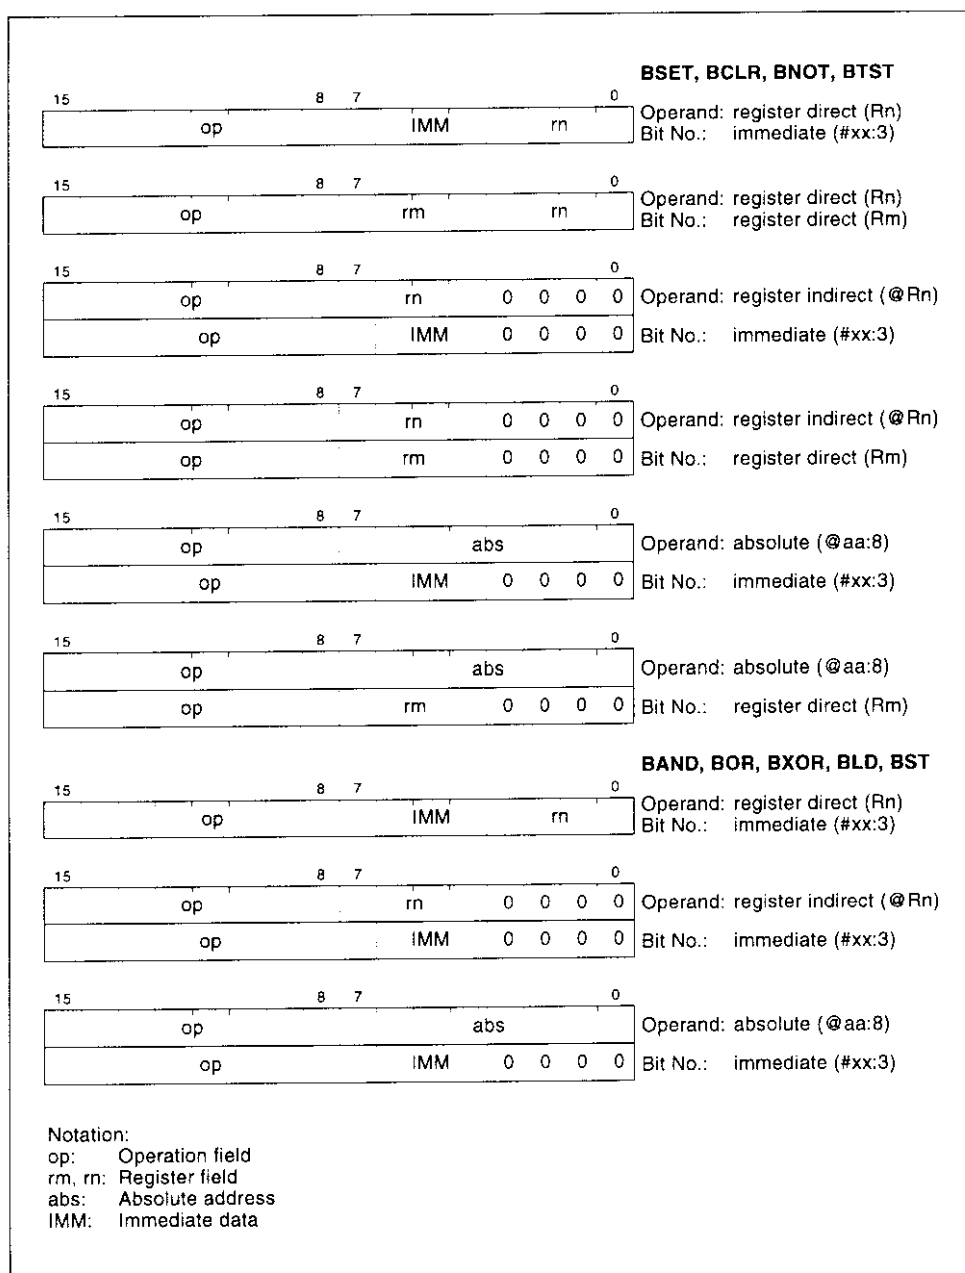 BSET, BCLR, BNOT, BTST
15 8 7 0
op IMM rn
Operand: register direct (Rn)
Bit No.: immediate (#xx:3)
15 8 7 0
op rm rn
Operand: register direct (Rn)
Bit No.: register direct (Rm)
15 8 7 0
op rn 0 0 0 0 Operand: register indirect (@Rn)
op IMM 0 0 0 0 Bit No.: immediate (#xx:3)
15 8 7 0
op rn 0 0 0 0 Operand: register indirect (@Rn)
op rm 0 0 0 0 Bit No.: register direct (Rm)
15 8 7 0
op abs Operand: absolute (@aa:8)
op IMM 0 0 0 0 Bit No.: immediate (#xx:3)
15 8 7 0
op abs Operand: absolute (@aa:8)
op rm 0 0 0 0 Bit No.: register direct (Rm)
BAND, BOR, BXOR, BLD, BST
15 8 7 0
op IMM rn
Operand: register direct (Rn)
Bit No.: immediate (#xx:3)
15 8 7 0
op rn 0 0 0 0 Operand: register indirect (@Rn)
op IMM 0 0 0 0 Bit No.: immediate (#xx:3)
15 8 7 0
op abs Operand: absolute (@aa:8)
op IMM 0 0 0 0 Bit No.: immediate (#xx:3)
Notation:
op: Operation field
rm, rn: Register field
abs: Absolute address
IMM: Immediate data